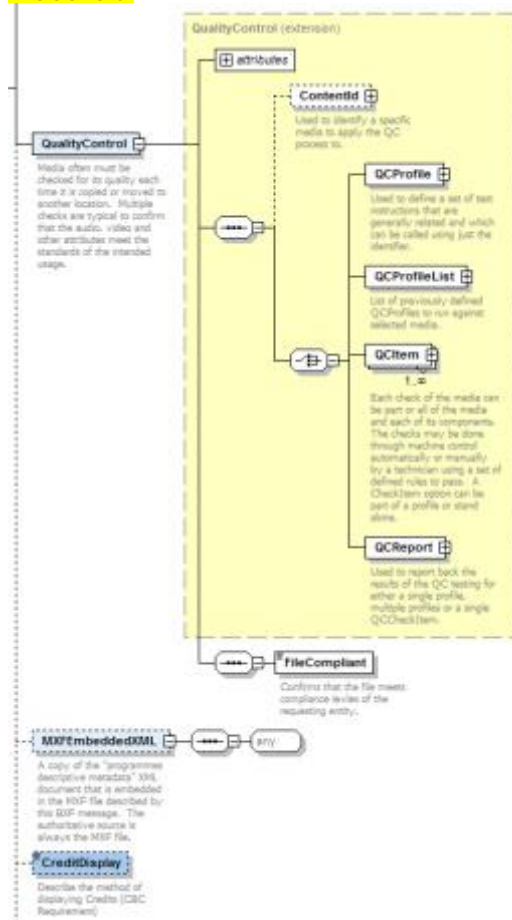 QualityControl (extension)
attributes
ContentId
Used to identify a specific
media to apply the QC
process to.
QualityControl
Media often must be
checked for its quality each
time it is copied or moved to
another location. Multiple
checks are typical to confirm
that the audio, video and
other attributes meet the
standards of the intended
usage.
QCProfile
Used to define a set of test
instructions that are
generally related and which
can be called using just the
identifier.
QCProfileList
List of previously defined
QCProfiles to run against
selected media.
QCItem
1..∞
Each check of the media can
be part or all of the media
and each of its components.
The checks may be done
through machine control
automatically or manually
by a technician using a set of
defined rules to pass. A
CheckItem option can be
part of a profile or stand
alone.
QCReport
Used to report back the
results of the QC testing for
either a single profile,
multiple profiles or a single
QCCheckItem.
FileCompliant
Confirms that the file meets
compliance levies of the
requesting entity.
MXFEmbeddedXML
any
A copy of the "programmes
descriptive metadata" XML
document that is embedded
in the MXF file described by
this BXF message. The
authoritative source is
always the MXF file.
CreditDisplay
Describe the method of
displaying Credits (CBC
Requirement)